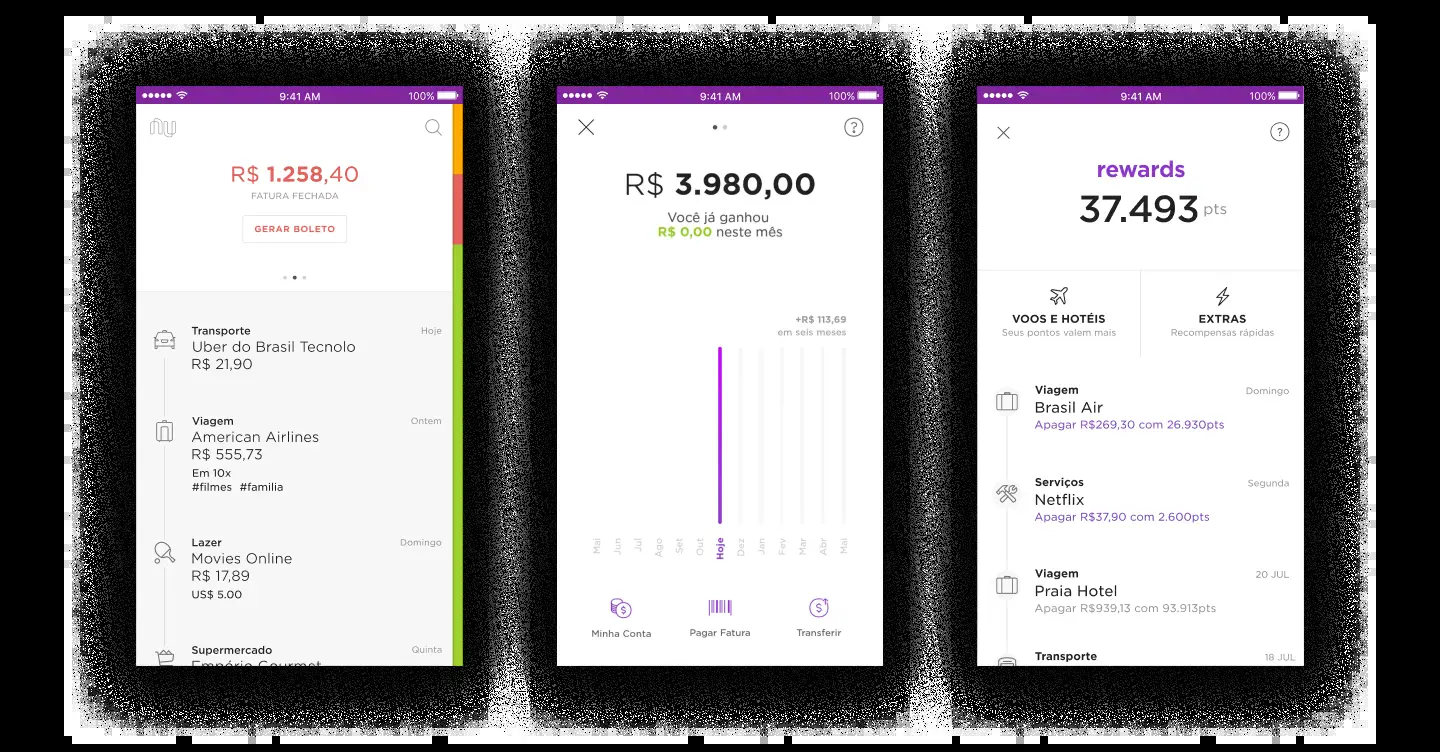 9:41 AM
100%
nu
R$ 1.258,40
FATURA FECHADA
GERAR BOLETO
Transporte
Hoje
Uber do Brasil Tecnolo
R$ 21,90
Viagem
Ontem
American Airlines
R$ 555,73
Em 10x
#filmes #familia
Lazer
Domingo
Movies Online
R$ 17,89
US$ 5.00
Supermercado
Quinta
Empório Gourmet
9:41 AM
100%
?
R$ 3.980,00
Você já ganhou
R$ 0,00 neste mês
+R$ 113,69
em seis meses
Mai
Jun
Jul
Ago
Set
Out
Hoje
Dez
Jan
Fev
Mar
Abr
Mai
Minha Conta
Pagar Fatura
Transferir
9:41 AM
100%
?
rewards
37.493 pts
VOOS E HOTÉIS
Seus pontos valem mais
EXTRAS
Recompensas rápidas
Viagem
Domingo
Brasil Air
Apagar R$269,30 com 26.930pts
Serviços
Segunda
Netflix
Apagar R$37,90 com 2.600pts
Viagem
20 JUL
Praia Hotel
Apagar R$939,13 com 93.913pts
Transporte
18 JUL